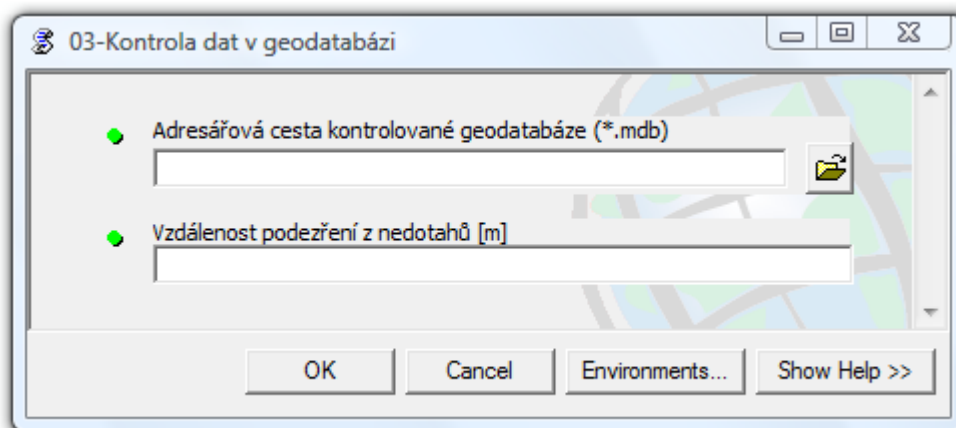 03-Kontrola dat v geodatabázi
Adresářová cesta kontrolované geodatabáze (*.mdb)
Vzdálenost podezření z nedotahů [m]
OK Cancel Environments... Show Help >>